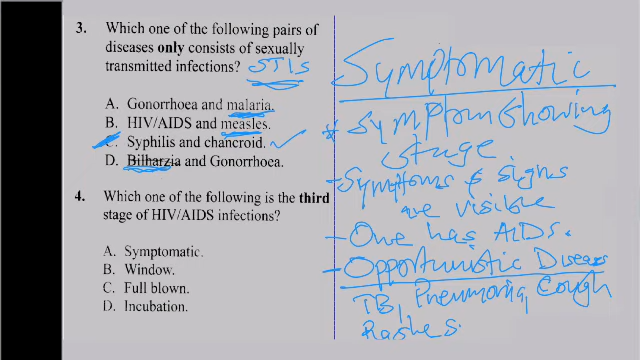 3. Which one of the following pairs of
diseases only consists of sexually
transmitted infections? STIs
A. Gonorrhoea and malaria.
B. HIV/AIDS and measles.
C. Syphilis and chancroid.
D. Bilharzia and Gonorrhoea.
4. Which one of the following is the third
stage of HIV/AIDS infections?
A. Symptomatic.
B. Window.
C. Full blown.
D. Incubation.
Symptomatic
* Symptom Showing
stage.
- Symptoms & signs
are visible
- One has AIDS.
- Opportunistic Diseases
TB, Pneumonia, Cough
Rashes.